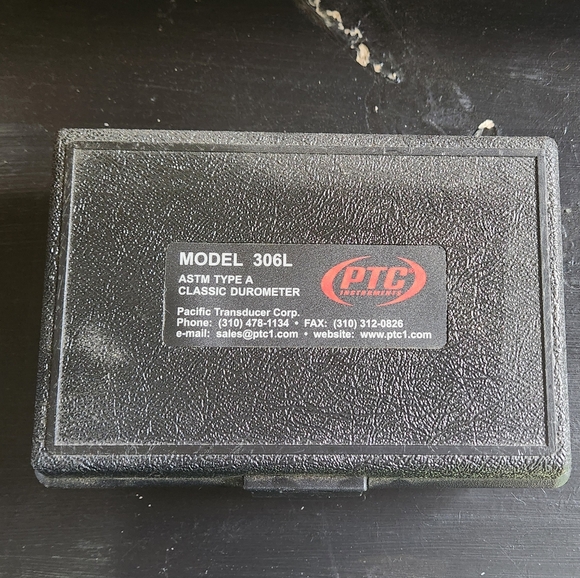 MODEL 306L
ASTM TYPE A
CLASSIC DUROMETER
PTC
INSTRUMENTS
Pacific Transducer Corp.
Phone: (310) 478-1134 • FAX: (310) 312-0826
e-mail: sales@ptc1.com • website: www.ptc1.com